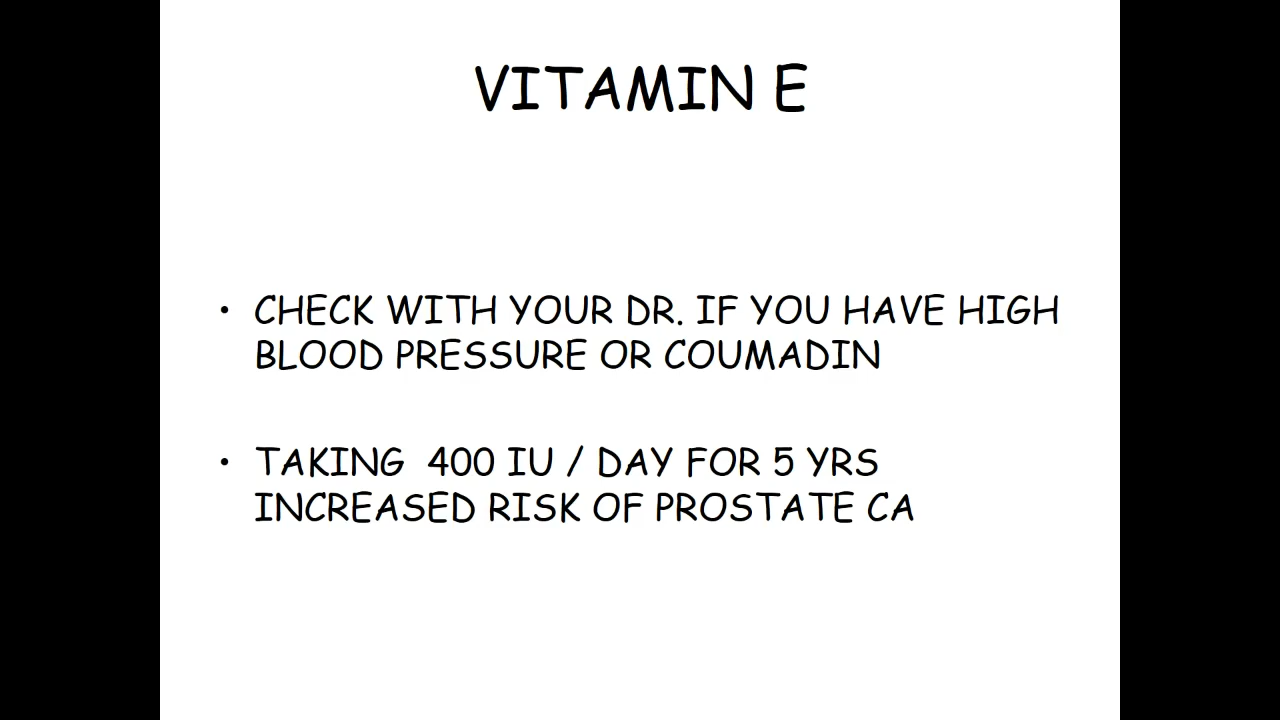 VITAMIN E
• CHECK WITH YOUR DR. IF YOU HAVE HIGH
BLOOD PRESSURE OR COUMADIN
• TAKING  400 IU / DAY FOR 5 YRS
INCREASED RISK OF PROSTATE CA